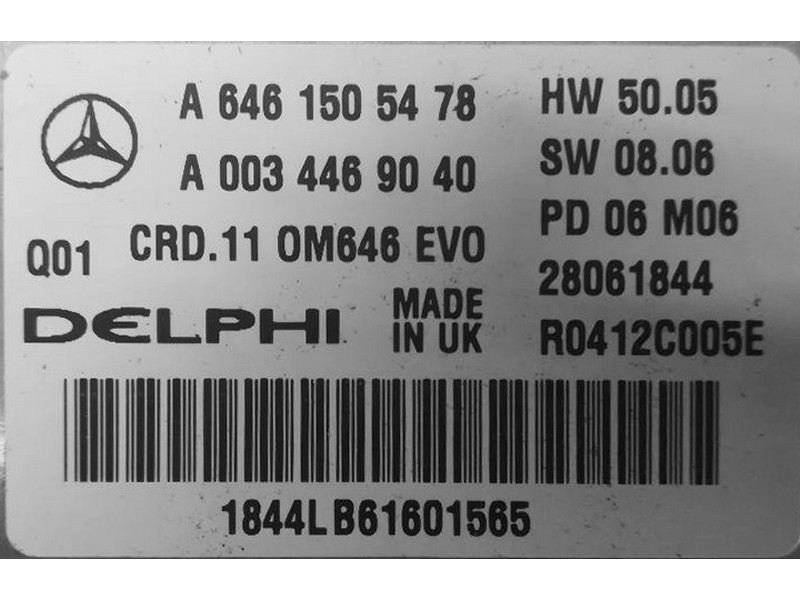 A 646 150 54 78
HW 50.05
A 003 446 90 40
SW 08.06
PD 06 M06
Q01
CRD.11 OM646 EVO
28061844
DELPHI
MADE
IN UK
R0412C005E
1844LB61601565